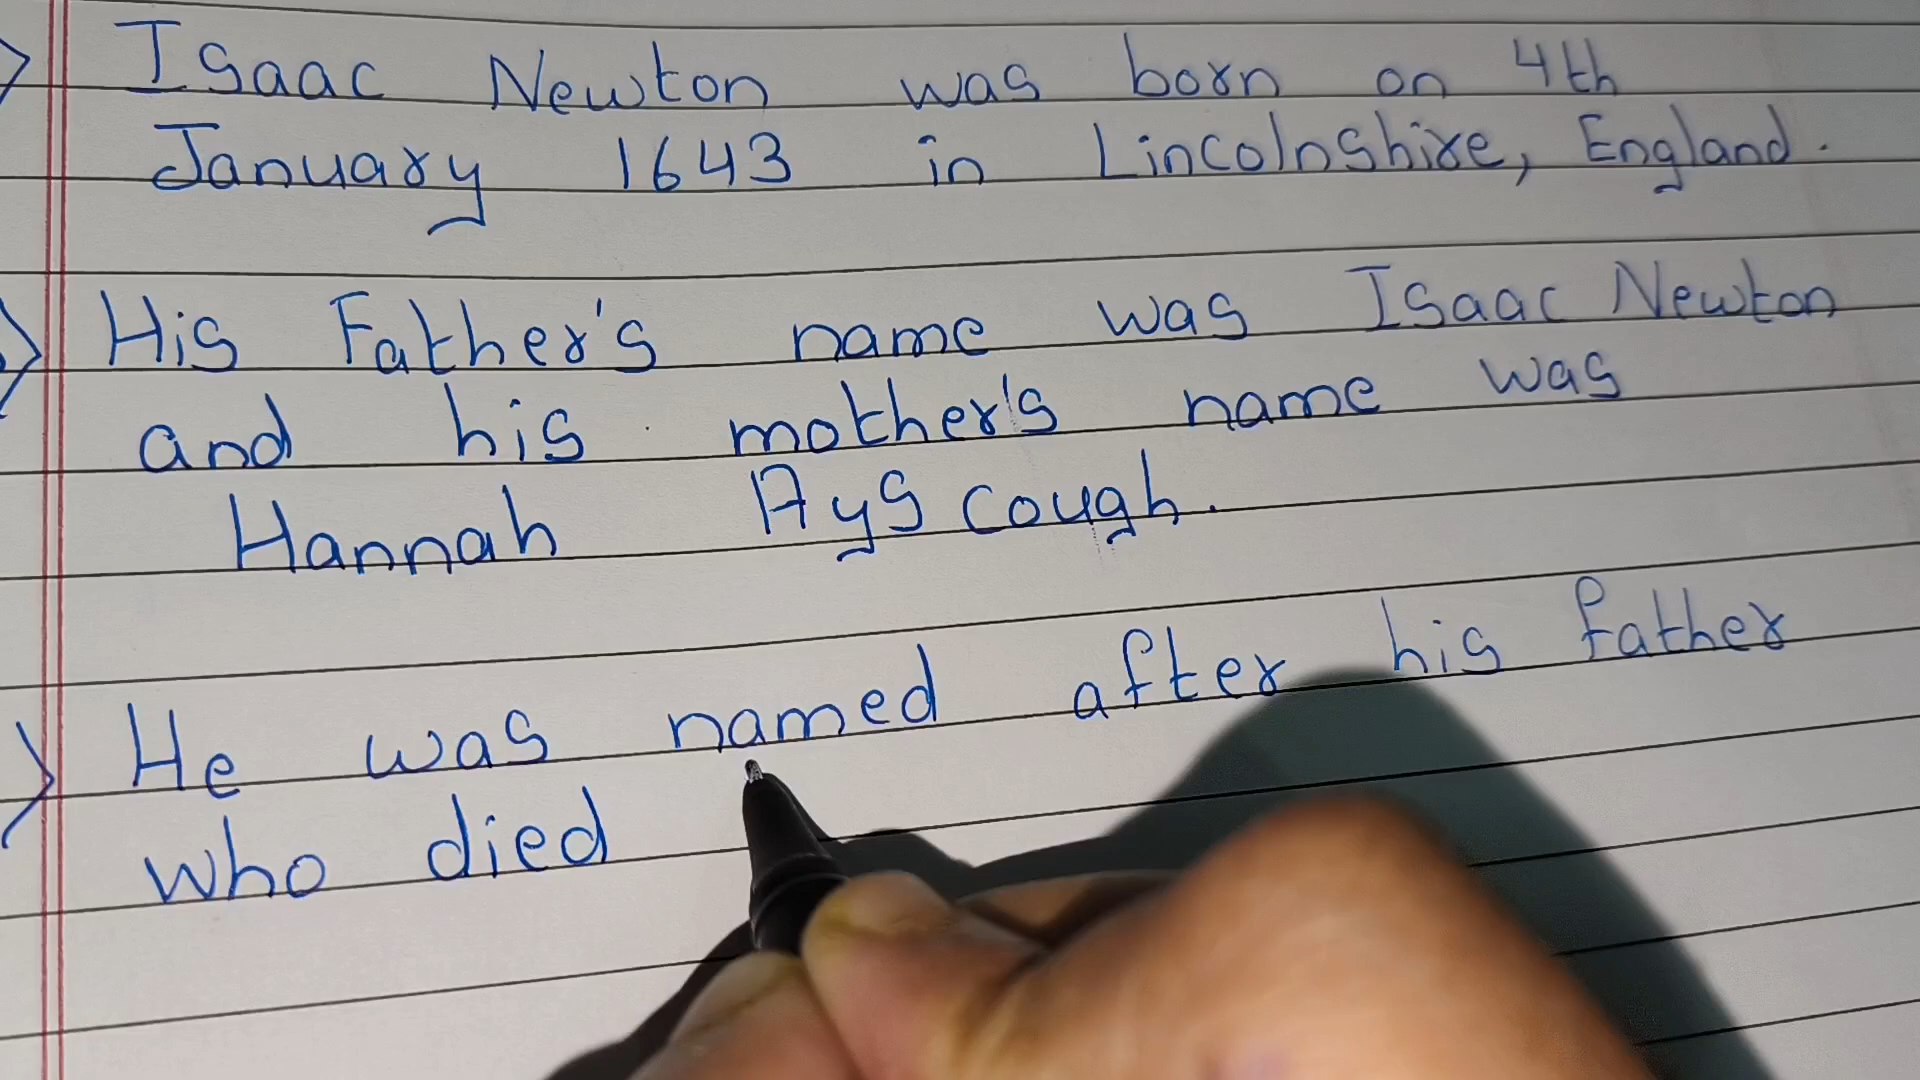 Isaac Newton was born on 4th
January 1643 in Lincolnshire, England.
His Father's name was Isaac Newton
and his mother's name was
Hannah Ayscough.
He was named after his father
who died